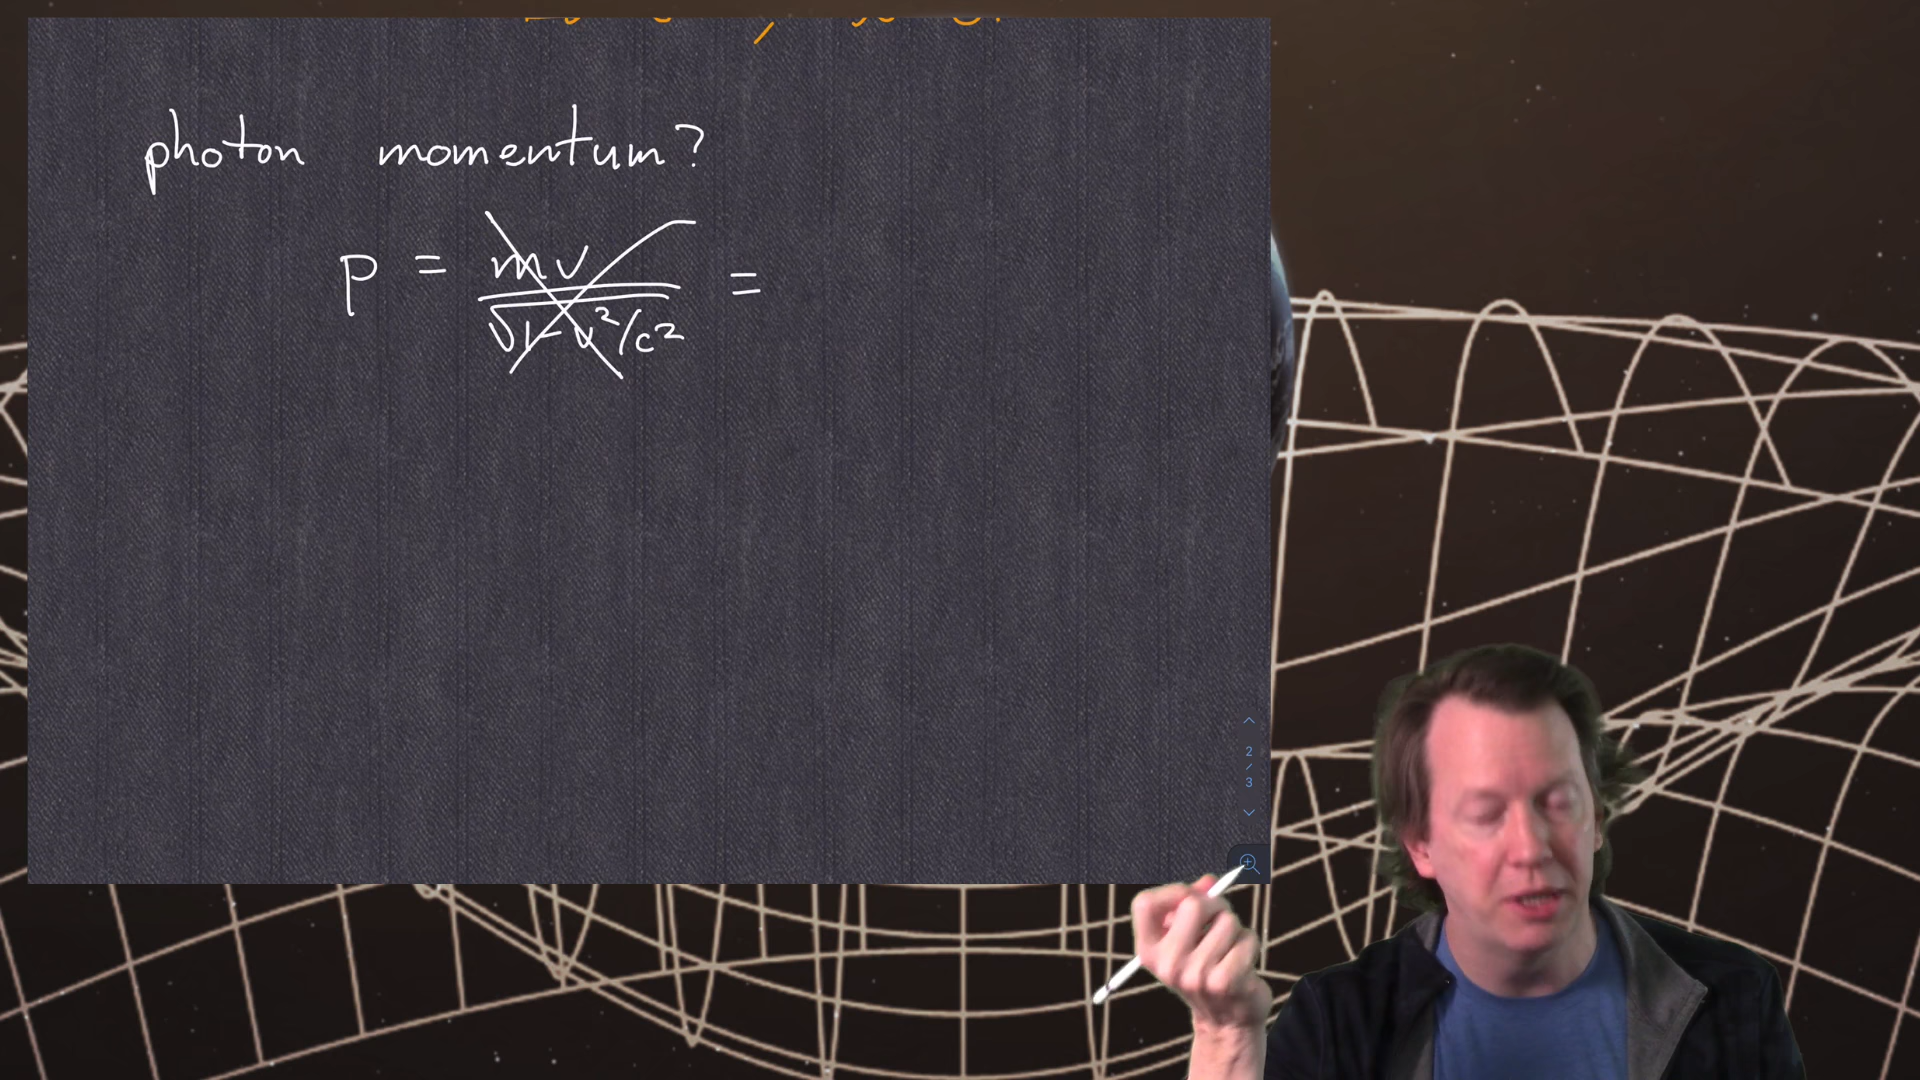 photon momentum?
p = mv / √1-v²/c² =
2
/
3